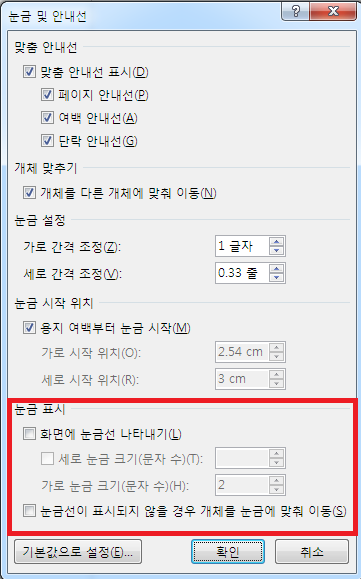 눈금 및 안내선
맞춤 안내선
맞춤 안내선 표시(D)
페이지 안내선(P)
여백 안내선(A)
단락 안내선(G)
개체 맞추기
개체를 다른 개체에 맞춰 이동(N)
눈금 설정
가로 간격 조정(Z): 1 글자
세로 간격 조정(V): 0.33 줄
눈금 시작 위치
용지 여백부터 눈금 시작(M)
가로 시작 위치(O): 2.54 cm
세로 시작 위치(R): 3 cm
눈금 표시
화면에 눈금선 나타내기(L)
세로 눈금 크기(문자 수)(T):
가로 눈금 크기(문자 수)(H): 2
눈금선이 표시되지 않을 경우 개체를 눈금에 맞춰 이동(S)
기본값으로 설정(E)... 확인 취소